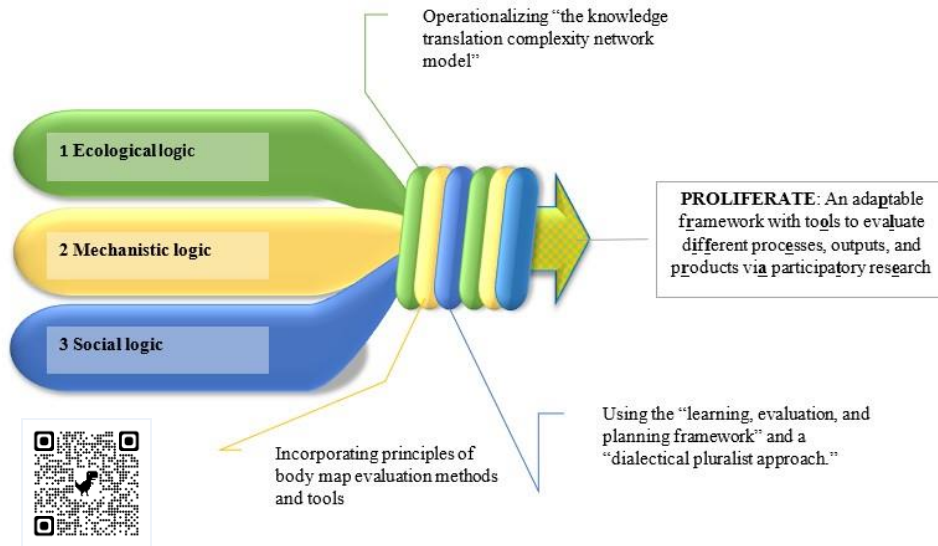 Operationalizing “the knowledge
translation complexity network
model”
1 Ecological logic
2 Mechanistic logic
3 Social logic
PROLIFERATE: An adaptable
framework with tools to evaluate
different processes, outputs, and
products via participatory research
Incorporating principles of
body map evaluation methods
and tools
Using the “learning, evaluation, and
planning framework” and a
“dialectical pluralist approach.”